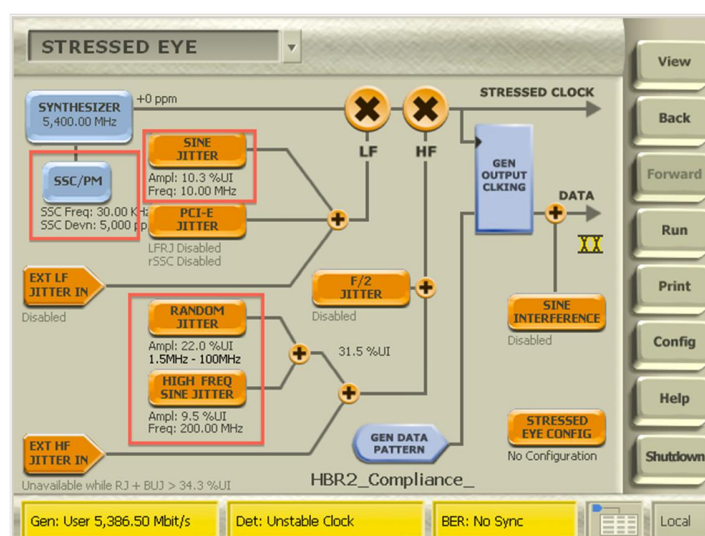 STRESSED EYE
View
SYNTHESIZER
5,400.00 MHz
+0 ppm
STRESSED CLOCK
Back
SINE
JITTER
LF
HF
SSC/PM
Ampl: 10.3 %UI
Freq: 10.00 MHz
GEN
OUTPUT
CLKING
Forward
DATA
SSC Freq: 30.00 KHz
SSC Devn: 5,000 pp
PCI-E
JITTER
Run
LFRJ Disabled
rSSC Disabled
EXT LF
JITTER IN
Disabled
F/2
JITTER
Disabled
Print
RANDOM
JITTER
SINE
INTERFERENCE
Disabled
Ampl: 22.0 %UI
1.5MHz - 100MHz
31.5 %UI
Config
HIGH FREQ
SINE JITTER
Help
Ampl: 9.5 %UI
Freq: 200.00 MHz
STRESSED
EYE CONFIG
No Configuration
GEN DATA
PATTERN
EXT HF
JITTER IN
Shutdown
Unavailable while RJ + BUJ > 34.3 %UI
HBR2_Compliance_
Gen: User 5,386.50 Mbit/s
Det: Unstable Clock
BER: No Sync
Local